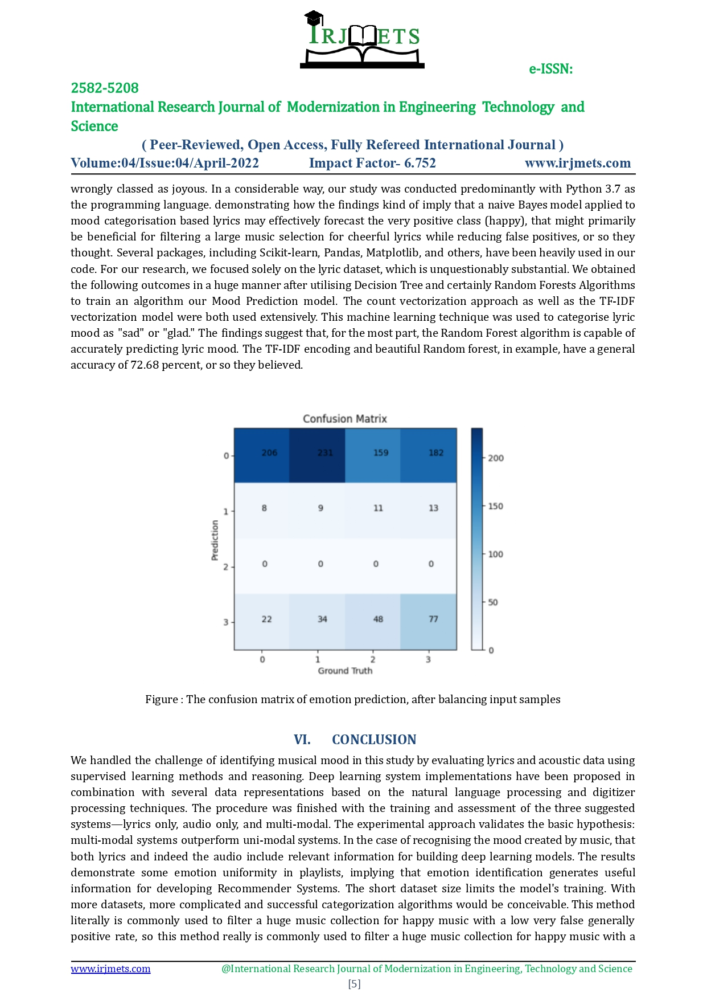 IRJMETS
e-ISSN:
2582-5208
International Research Journal of Modernization in Engineering Technology and
Science
( Peer-Reviewed, Open Access, Fully Refereed International Journal )
Volume:04/Issue:04/April-2022 Impact Factor- 6.752 www.irjmets.com
wrongly classed as joyous. In a considerable way, our study was conducted predominantly with Python 3.7 as
the programming language. demonstrating how the findings kind of imply that a naive Bayes model applied to
mood categorisation based lyrics may effectively forecast the very positive class (happy), that might primarily
be beneficial for filtering a large music selection for cheerful lyrics while reducing false positives, or so they
thought. Several packages, including Scikit-learn, Pandas, Matplotlib, and others, have been heavily used in our
code. For our research, we focused solely on the lyric dataset, which is unquestionably substantial. We obtained
the following outcomes in a huge manner after utilising Decision Tree and certainly Random Forests Algorithms
to train an algorithm our Mood Prediction model. The count vectorization approach as well as the TF-IDF
vectorization model were both used extensively. This machine learning technique was used to categorise lyric
mood as "sad" or "glad." The findings suggest that, for the most part, the Random Forest algorithm is capable of
accurately predicting lyric mood. The TF-IDF encoding and beautiful Random forest, in example, have a general
accuracy of 72.68 percent, or so they believed.
Confusion Matrix
0 206 231 159 182
1 8 9 11 13
2 0 0 0 0
3 22 34 48 77
0 1 2 3
Prediction
Ground Truth
200
150
100
50
0
Figure : The confusion matrix of emotion prediction, after balancing input samples
VI. CONCLUSION
We handled the challenge of identifying musical mood in this study by evaluating lyrics and acoustic data using
supervised learning methods and reasoning. Deep learning system implementations have been proposed in
combination with several data representations based on the natural language processing and digitizer
processing techniques. The procedure was finished with the training and assessment of the three suggested
systems—lyrics only, audio only, and multi-modal. The experimental approach validates the basic hypothesis:
multi-modal systems outperform uni-modal systems. In the case of recognising the mood created by music, that
both lyrics and indeed the audio include relevant information for building deep learning models. The results
demonstrate some emotion uniformity in playlists, implying that emotion identification generates useful
information for developing Recommender Systems. The short dataset size limits the model's training. With
more datasets, more complicated and successful categorization algorithms would be conceivable. This method
literally is commonly used to filter a huge music collection for happy music with a low very false generally
positive rate, so this method really is commonly used to filter a huge music collection for happy music with a
www.irjmets.com @International Research Journal of Modernization in Engineering, Technology and Science
[5]